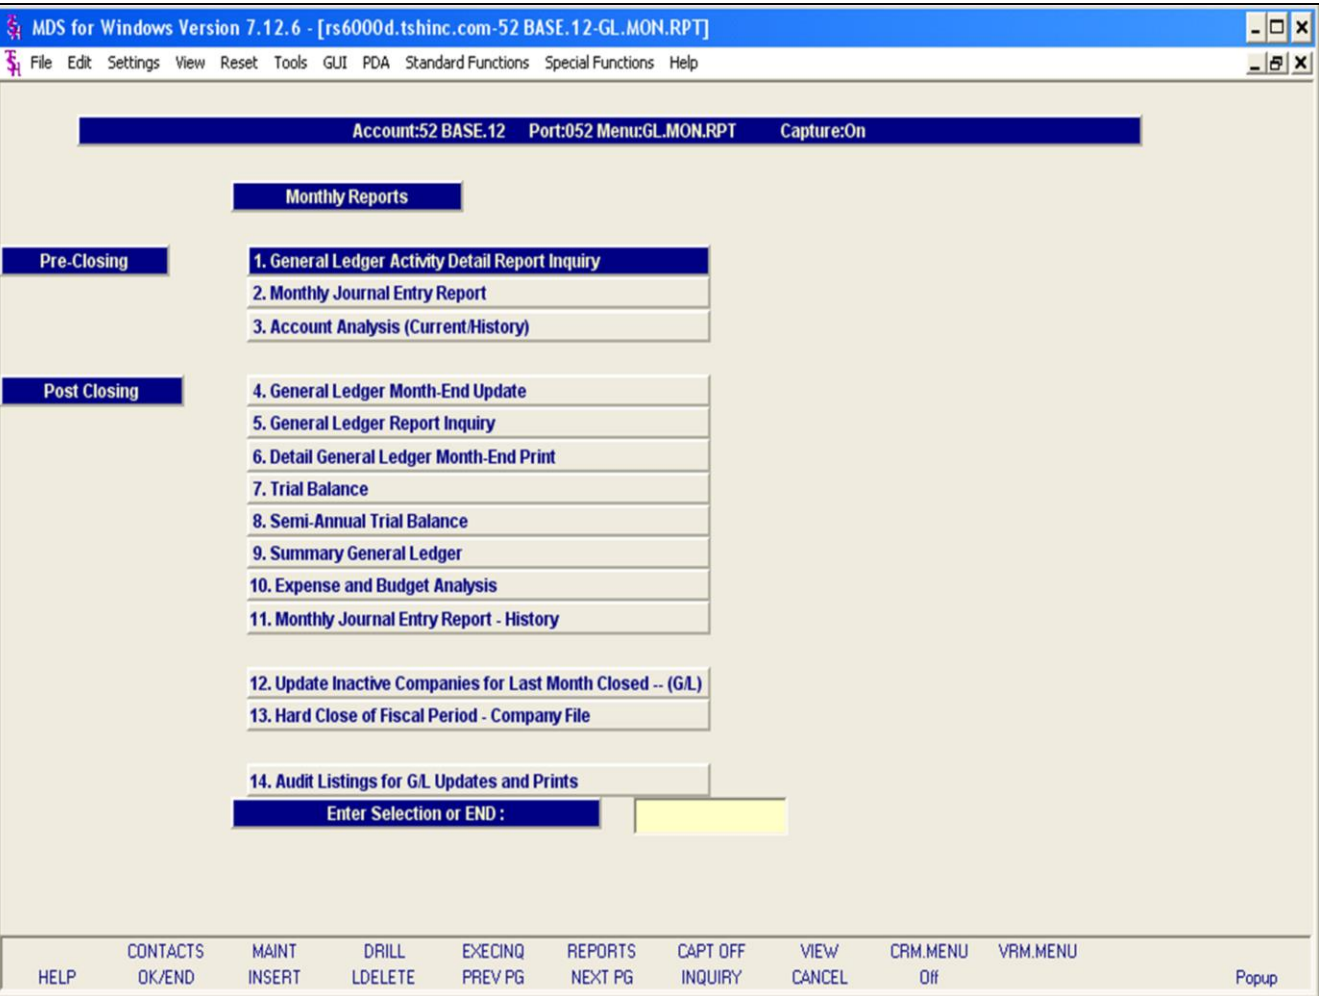 MDS for Windows Version 7.12.6 - [rs6000d.tshinc.com-52 BASE.12-GL.MON.RPT]
File Edit Settings View Reset Tools GUI PDA Standard Functions Special Functions Help
Account:52 BASE.12 Port:052 Menu:GL.MON.RPT Capture:On
Monthly Reports
Pre-Closing
1. General Ledger Activity Detail Report Inquiry
2. Monthly Journal Entry Report
3. Account Analysis (Current/History)
Post Closing
4. General Ledger Month-End Update
5. General Ledger Report Inquiry
6. Detail General Ledger Month-End Print
7. Trial Balance
8. Semi-Annual Trial Balance
9. Summary General Ledger
10. Expense and Budget Analysis
11. Monthly Journal Entry Report - History
12. Update Inactive Companies for Last Month Closed -- (G/L)
13. Hard Close of Fiscal Period - Company File
14. Audit Listings for G/L Updates and Prints
Enter Selection or END :
CONTACTS MAINT DRILL EXECINQ REPORTS CAPT OFF VIEW CRM.MENU VRM.MENU
HELP OK/END INSERT LDELETE PREV PG NEXT PG INQUIRY CANCEL Off Popup